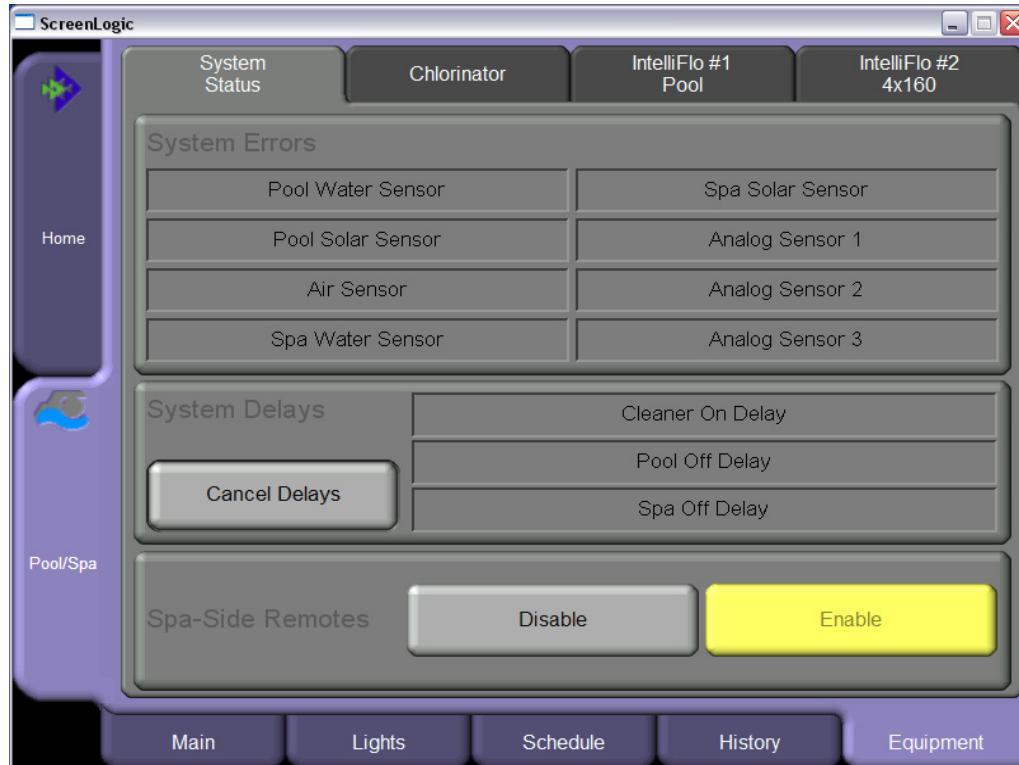 ScreenLogic
System
Status
Chlorinator
IntelliFlo #1
Pool
IntelliFlo #2
4x160
Home
Pool/Spa
System Errors
Pool Water Sensor
Spa Solar Sensor
Pool Solar Sensor
Analog Sensor 1
Air Sensor
Analog Sensor 2
Spa Water Sensor
Analog Sensor 3
System Delays
Cancel Delays
Cleaner On Delay
Pool Off Delay
Spa Off Delay
Spa-Side Remotes
Disable
Enable
Main
Lights
Schedule
History
Equipment